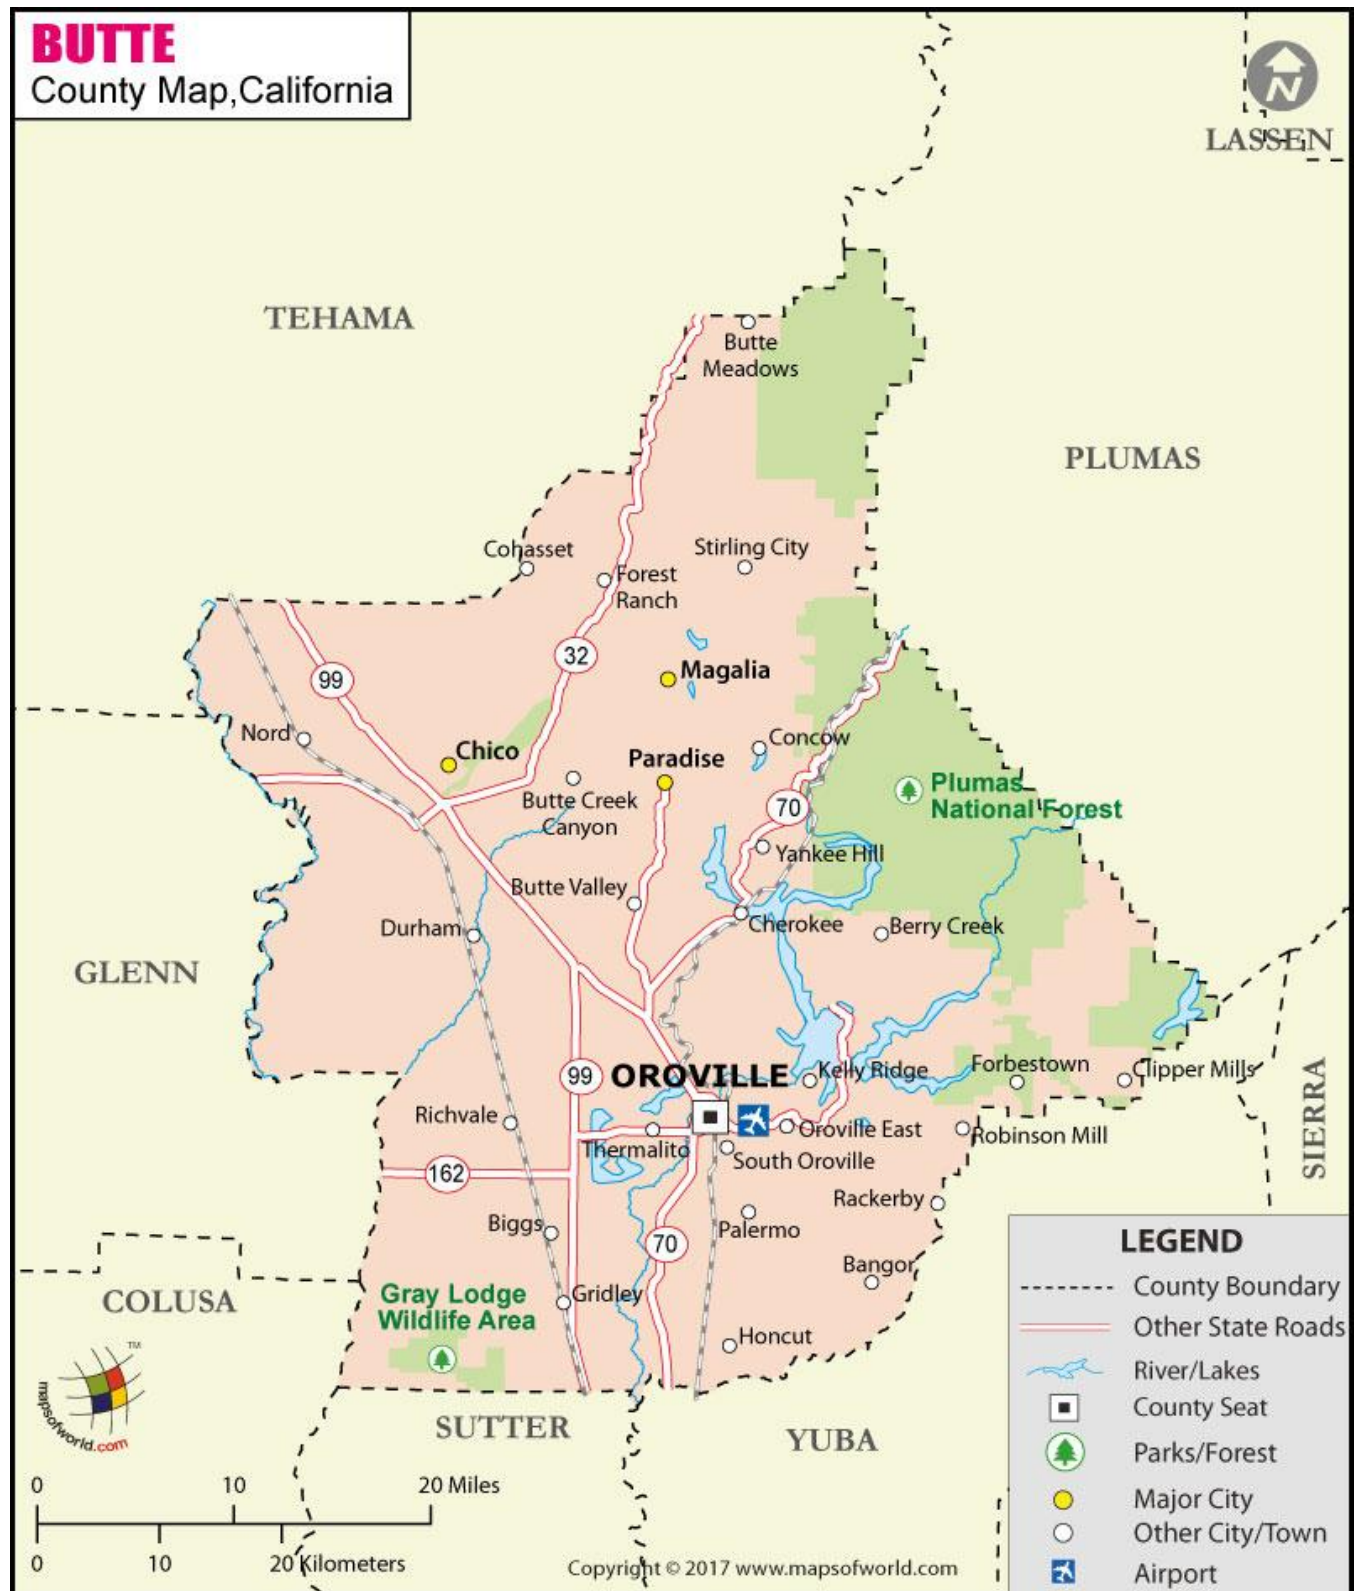 BUTTE
County Map,California
N
LASSEN
TEHAMA
Butte
Meadows
PLUMAS
Cohasset
Stirling City
Forest
Ranch
32
99
Magalia
Nord
Chico
Paradise
Concow
Plumas
National Forest
Butte Creek
Canyon
70
Yankee Hill
Butte Valley
Durham
Cherokee
Berry Creek
GLENN
99
OROVILLE
Kelly Ridge
Forbestown
Clipper Mills
SIERRA
Richvale
Thermalito
Oroville East
Robinson Mill
South Oroville
162
Rackerby
Biggs
Palermo
70
Bangor
COLUSA
Gray Lodge
Wildlife Area
Gridley
Honcut
SUTTER
YUBA
TM
mapsofworld.com
0 10 20 Miles
0 10 20 Kilometers
Copyright © 2017 www.mapsofworld.com
LEGEND
County Boundary
Other State Roads
River/Lakes
County Seat
Parks/Forest
Major City
Other City/Town
Airport